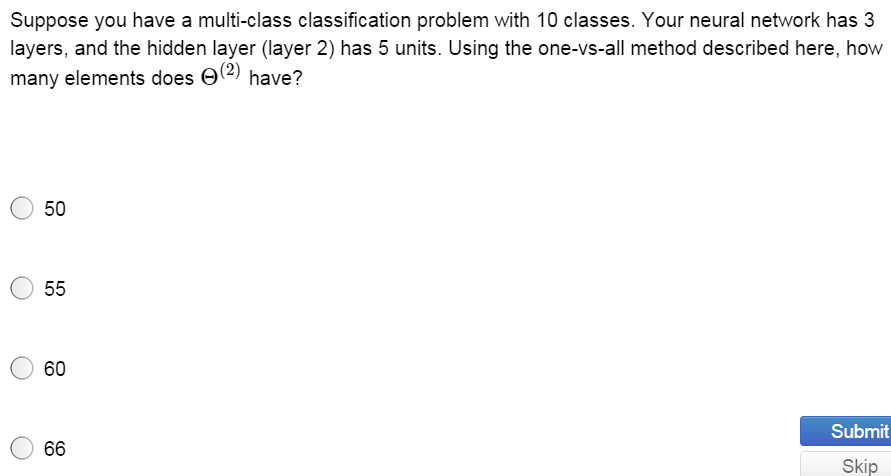 Suppose you have a multi-class classification problem with 10 classes. Your neural network has 3
layers, and the hidden layer (layer 2) has 5 units. Using the one-vs-all method described here, how
many elements does Θ⁽²⁾ have?
50
55
60
66
Submit
Skip